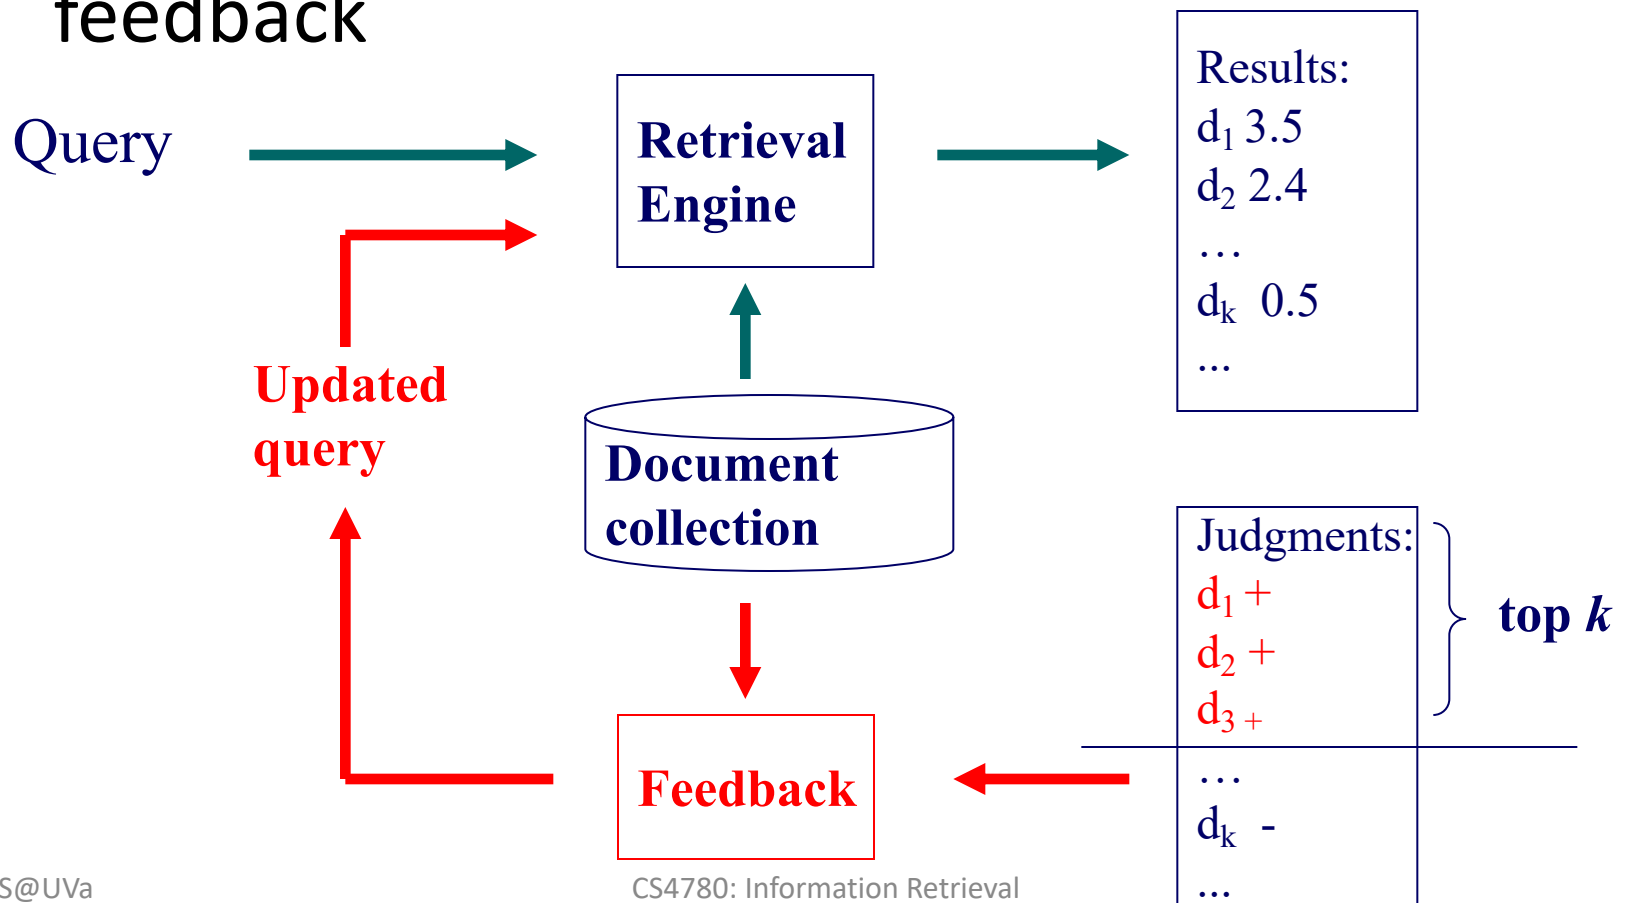 feedback
Query
Retrieval
Engine
Results:
d1 3.5
d2 2.4
…
dk 0.5
...
Updated
query
Document
collection
Judgments:
d1 +
d2 +
d3 +
top k
…
dk -
...
Feedback
S@UVa
CS4780: Information Retrieval